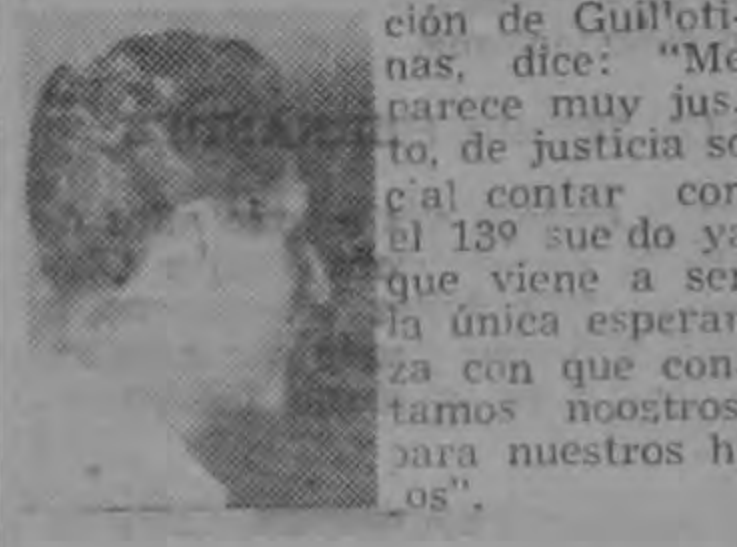 ción de Guil'oti-
nas, dice: "Me
parece muy jus.
to, de justicia so
c'al contar con
el 13º sue do ya
que viene a ser
la única esperan
za con que con-
tamos noostros
para nuestros h
os".